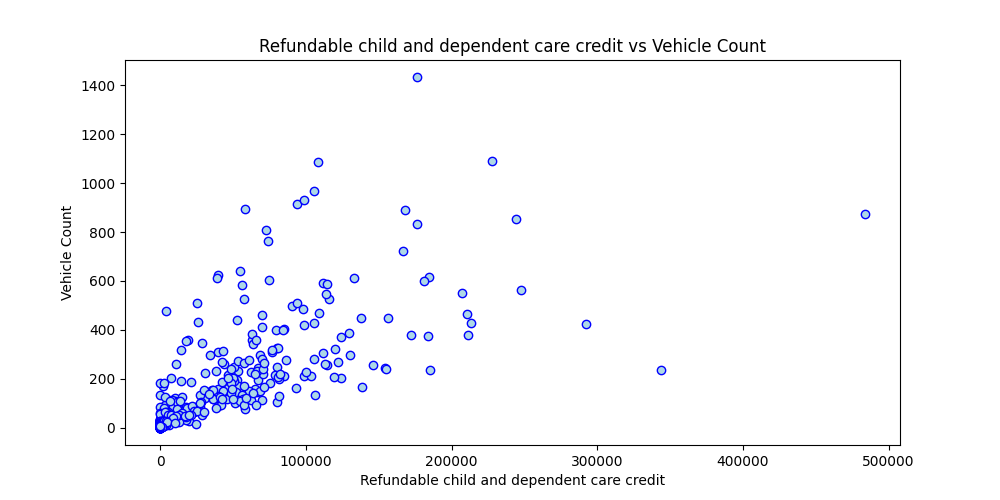 Refundable child and dependent care credit vs Vehicle Count
1400
1200
1000
800
600
400
200
0
Vehicle Count
0 100000 200000 300000 400000 500000
Refundable child and dependent care credit